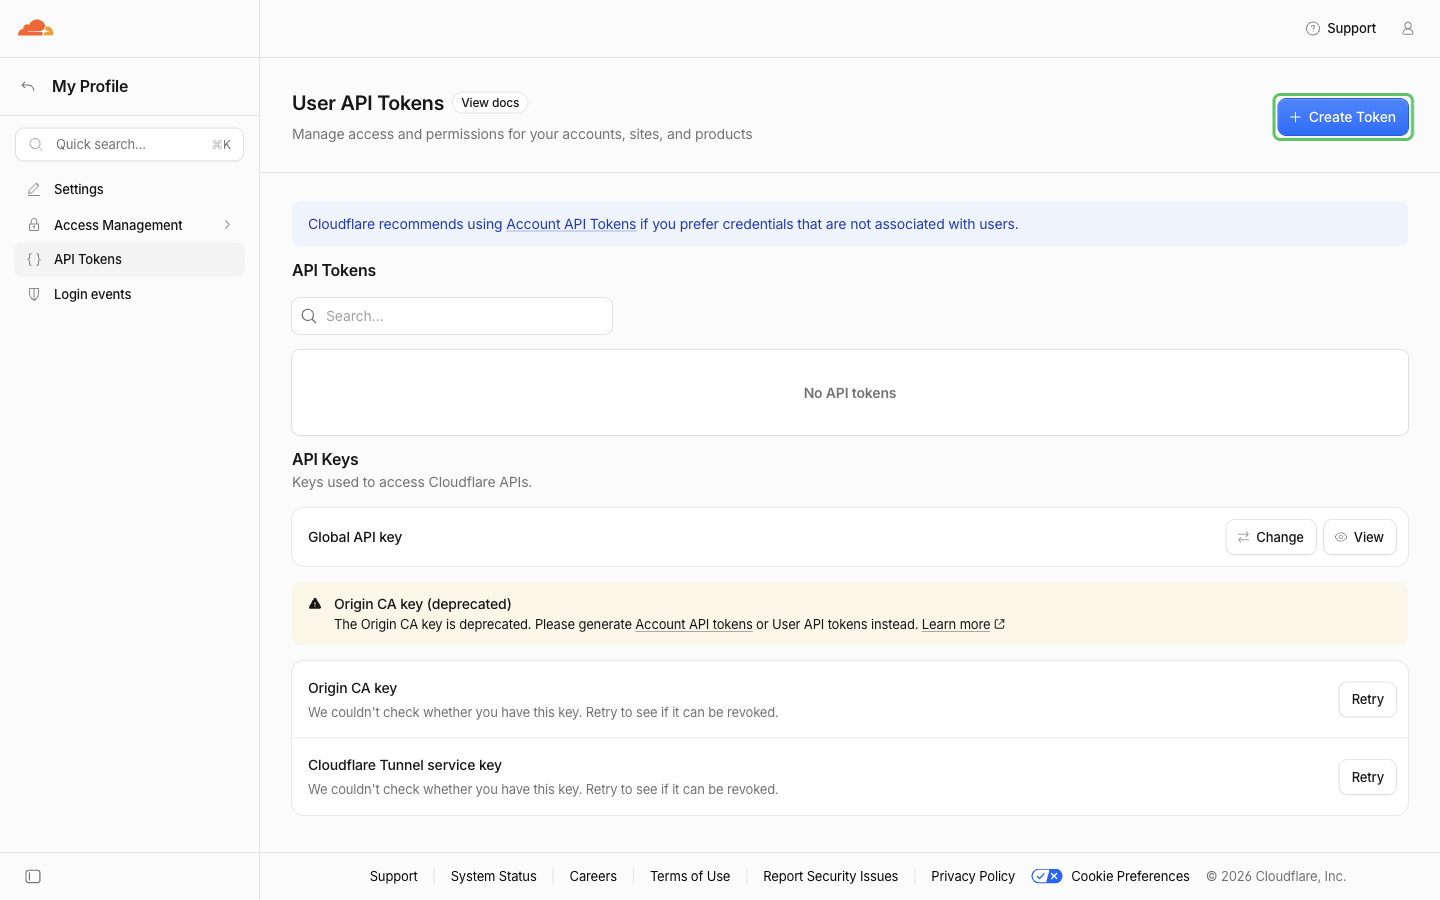 Support
My Profile
Quick search... ⌘K
Settings
Access Management
API Tokens
Login events
User API Tokens View docs
Manage access and permissions for your accounts, sites, and products
+ Create Token
Cloudflare recommends using Account API Tokens if you prefer credentials that are not associated with users.
API Tokens
Search...
No API tokens
API Keys
Keys used to access Cloudflare APIs.
Global API key Change View
Origin CA key (deprecated)
The Origin CA key is deprecated. Please generate Account API tokens or User API tokens instead. Learn more
Origin CA key
We couldn't check whether you have this key. Retry to see if it can be revoked.
Retry
Cloudflare Tunnel service key
We couldn't check whether you have this key. Retry to see if it can be revoked.
Retry
Support System Status Careers Terms of Use Report Security Issues Privacy Policy Cookie Preferences © 2026 Cloudflare, Inc.